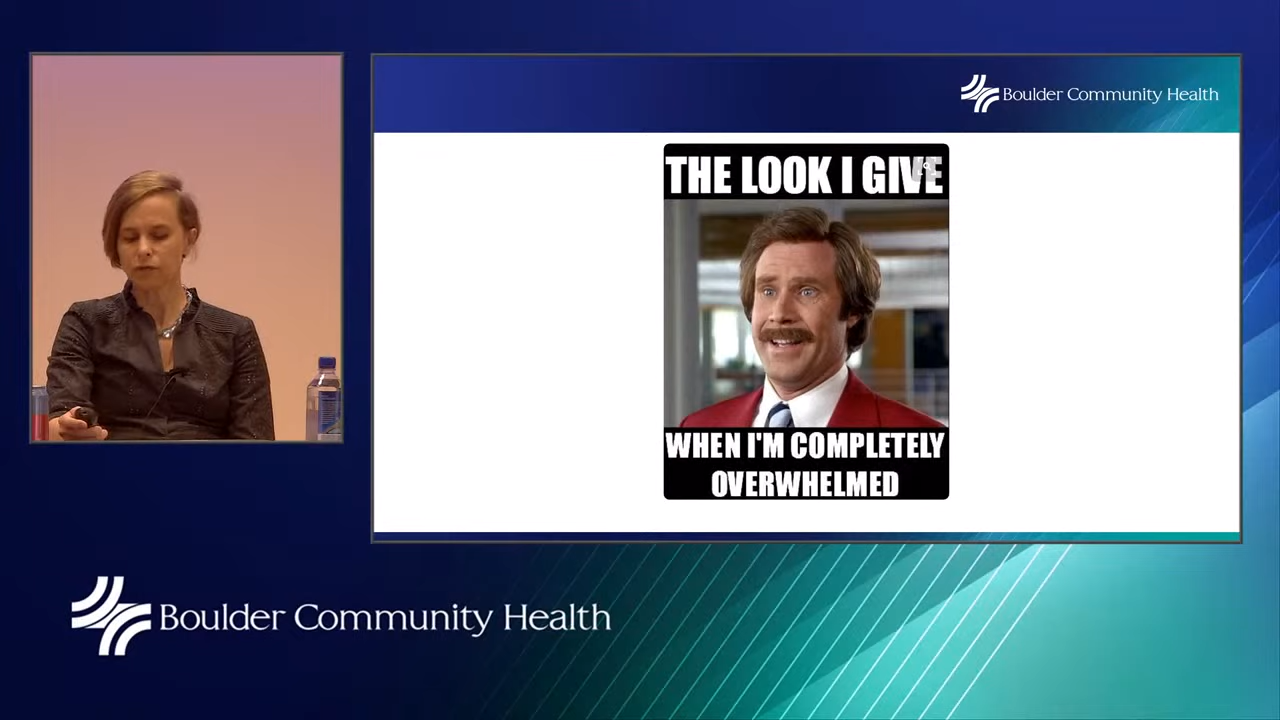 Boulder Community Health
THE LOOK I GIVE
WHEN I'M COMPLETELY
OVERWHELMED
Boulder Community Health